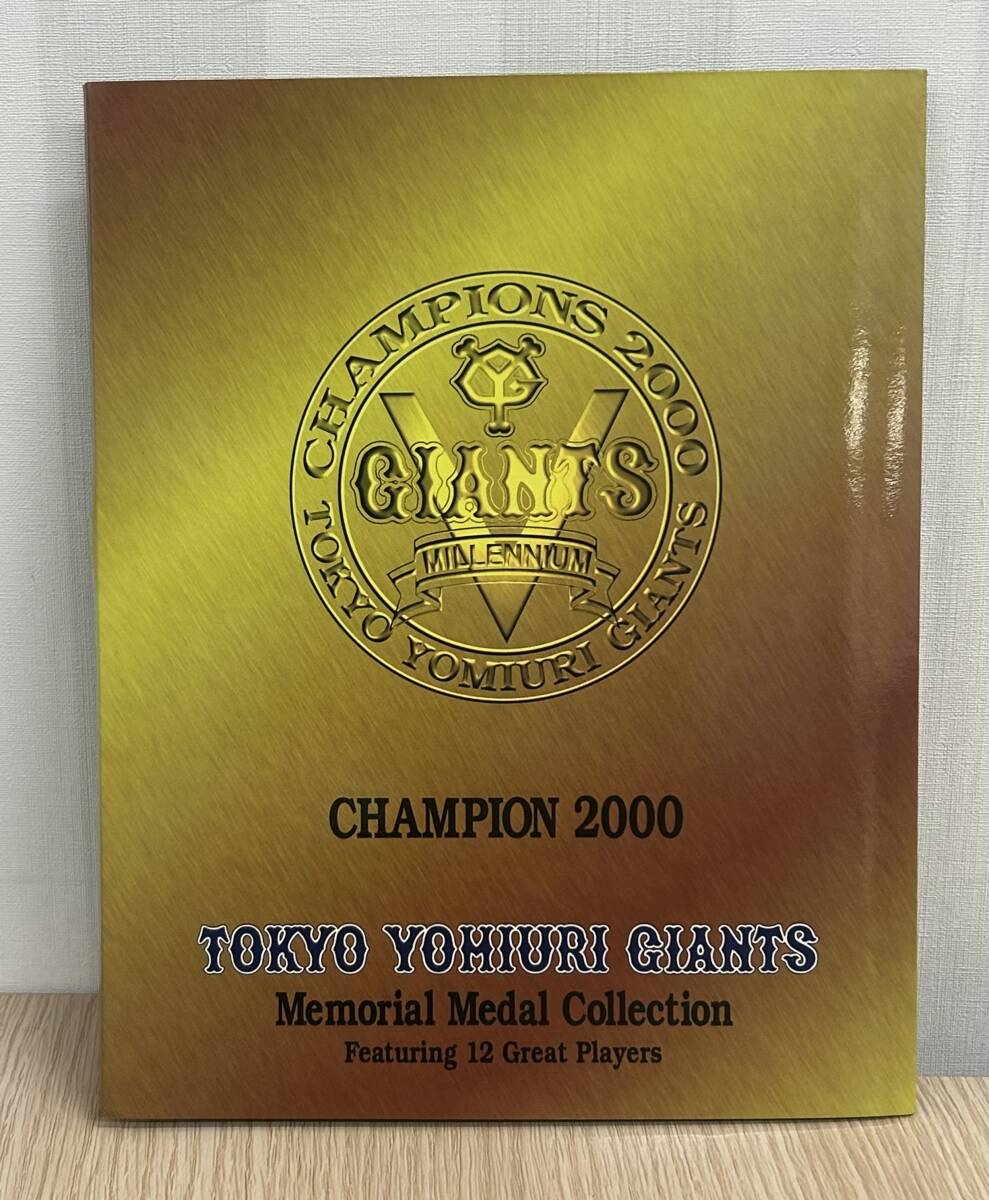 CHAMPIONS 2000
YG
GIANTS
MILLENNIUM
TOKYO YOMIURI GIANTS
CHAMPION 2000
TOKYO YOMIURI GIANTS
Memorial Medal Collection
Featuring 12 Great Players